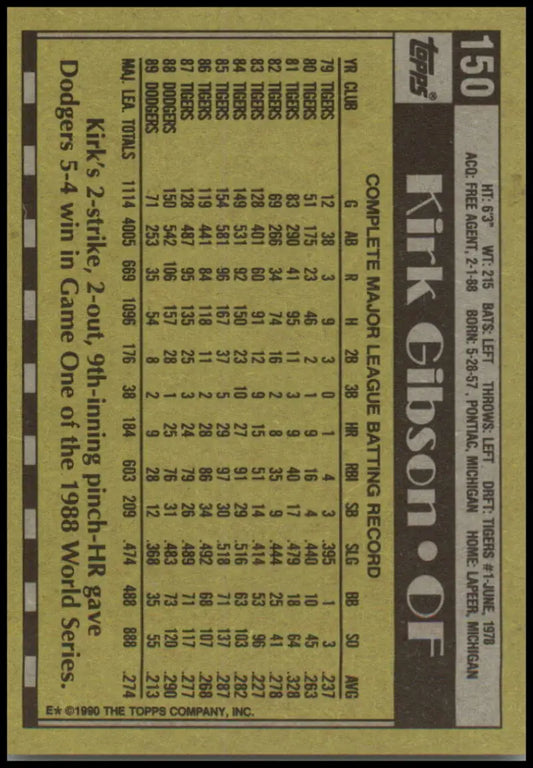 150
HT: 6'3" WT: 215 BATS: LEFT THROWS: LEFT DRFT: TIGERS #1-JUNE, 1978
ACQ: FREE AGENT, 2-1-88 BORN: 5-28-57, PONTIAC, MICHIGAN HOME: LAPEER, MICHIGAN
topps®
Kirk Gibson • OF
COMPLETE MAJOR LEAGUE BATTING RECORD
YR CLUB G AB R H 2B 3B HR RBI SB SLG BB SO AVG
79 TIGERS 12 38 3 9 3 0 1 4 3 .395 1 3 .237
80 TIGERS 51 175 23 46 2 1 9 16 4 .440 10 45 .263
81 TIGERS 83 290 41 95 11 3 9 40 17 .479 18 64 .328
82 TIGERS 69 266 34 74 16 2 8 35 9 .444 25 41 .278
83 TIGERS 128 401 60 91 12 9 15 51 14 .414 53 96 .227
84 TIGERS 149 531 92 150 23 10 27 91 29 .516 63 103 .282
85 TIGERS 154 581 96 167 37 5 29 97 30 .518 71 137 .287
86 TIGERS 119 441 84 118 11 2 28 86 34 .492 68 107 .268
87 TIGERS 128 487 95 135 25 3 24 79 26 .489 71 117 .277
88 DODGERS 150 542 106 157 28 1 25 76 31 .483 73 120 .290
89 DODGERS 71 253 35 54 8 2 9 28 12 .368 35 55 .213
MAJ. LEA. TOTALS 1114 4005 669 1096 176 38 184 603 209 .474 488 888 .274
Kirk's 2-strike, 2-out, 9th-inning pinch-HR gave
Dodgers 5-4 win in Game One of the 1988 World Series.
E* ©1990 THE TOPPS COMPANY, INC.